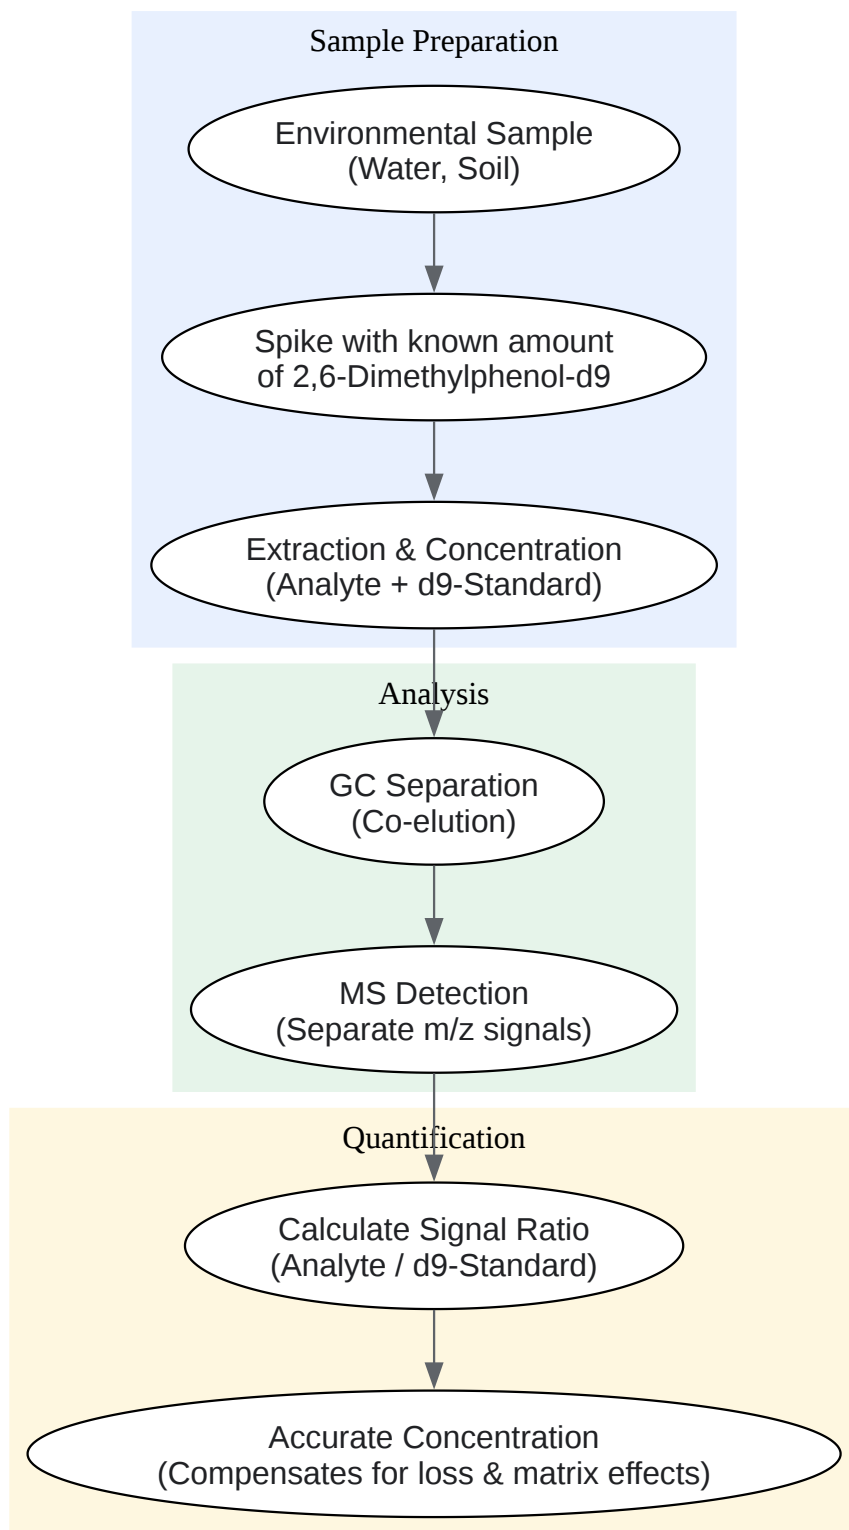 Sample Preparation
Environmental Sample
(Water, Soil)
Spike with known amount
of 2,6-Dimethylphenol-d9
Extraction & Concentration
(Analyte + d9-Standard)
Analysis
GC Separation
(Co-elution)
MS Detection
(Separate m/z signals)
Quantification
Calculate Signal Ratio
(Analyte / d9-Standard)
Accurate Concentration
(Compensates for loss & matrix effects)